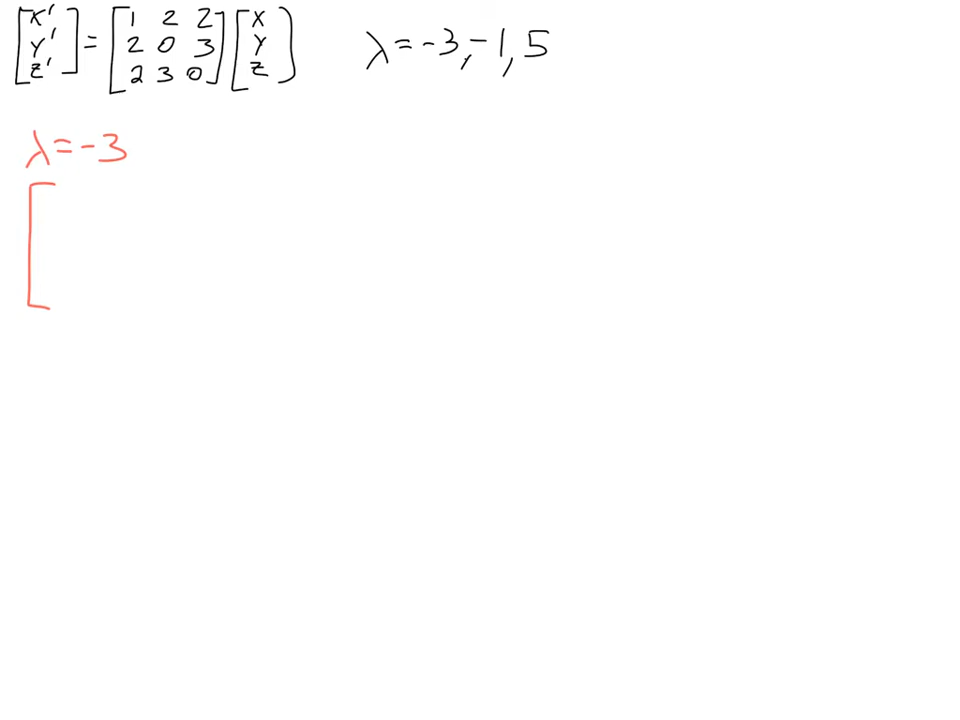 [x' y' z'] = [1 2 2; 2 0 3; 2 3 0] [x y z]    λ = -3, -1, 5
λ = -3
[